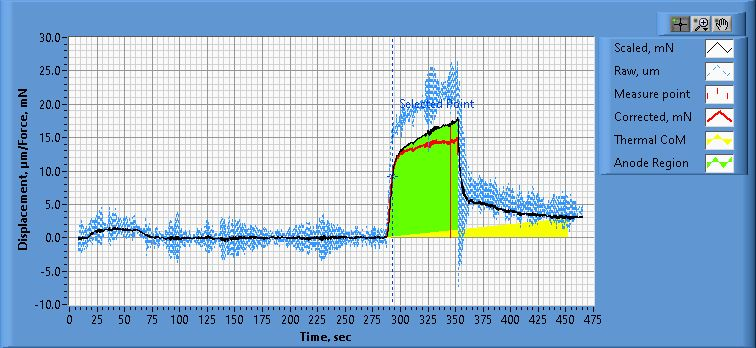 Scaled, mN
Raw, um
Measure point
Corrected, mN
Thermal CoM
Anode Region
Displacement, µm/Force, mN
30.0
25.0
20.0
15.0
10.0
5.0
0.0
-5.0
-10.0
Selected Point
0 25 50 75 100 125 150 175 200 225 250 275 300 325 350 375 400 425 450 475
Time, sec